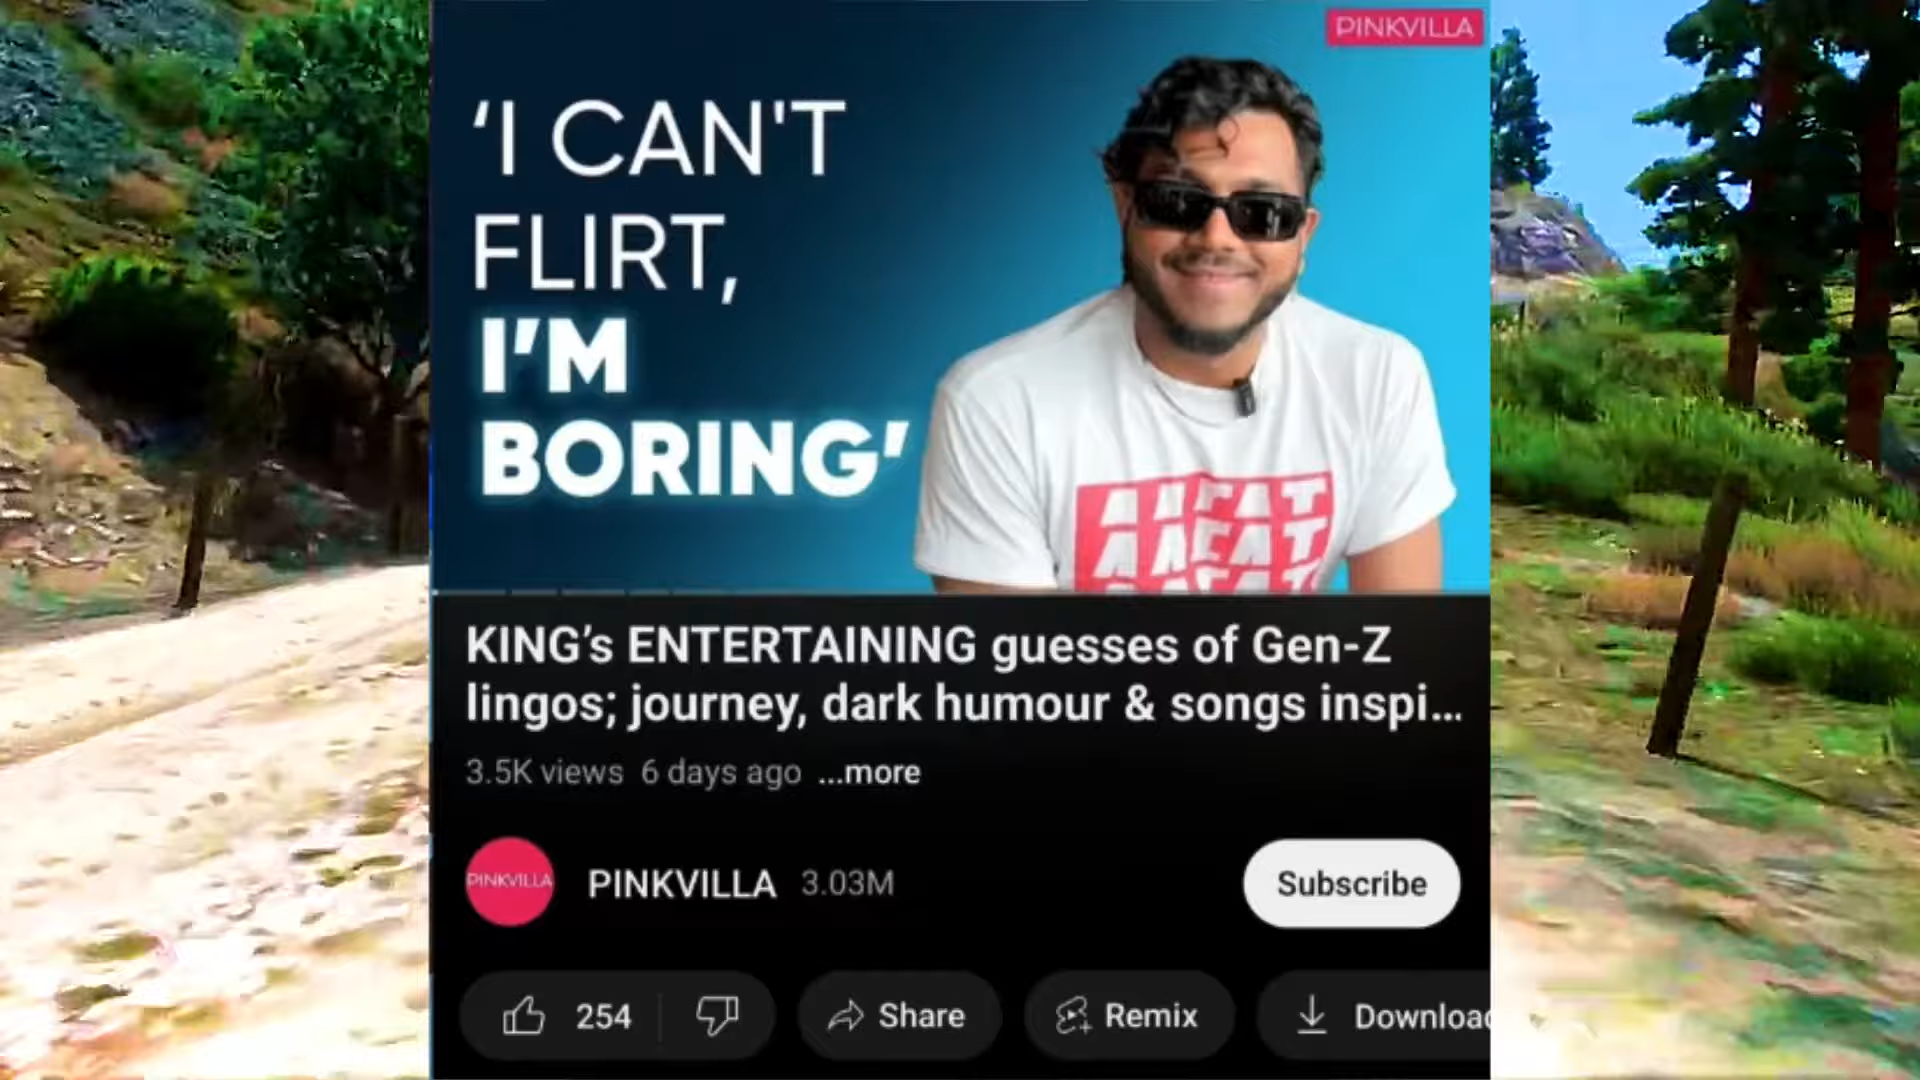 PINKVILLA
‘I CAN'T
FLIRT,
I’M
BORING’
KING’s ENTERTAINING guesses of Gen-Z
lingos; journey, dark humour & songs inspi...
3.5K views 6 days ago ...more
PINKVILLA PINKVILLA 3.03M Subscribe
254 Share Remix Downloa